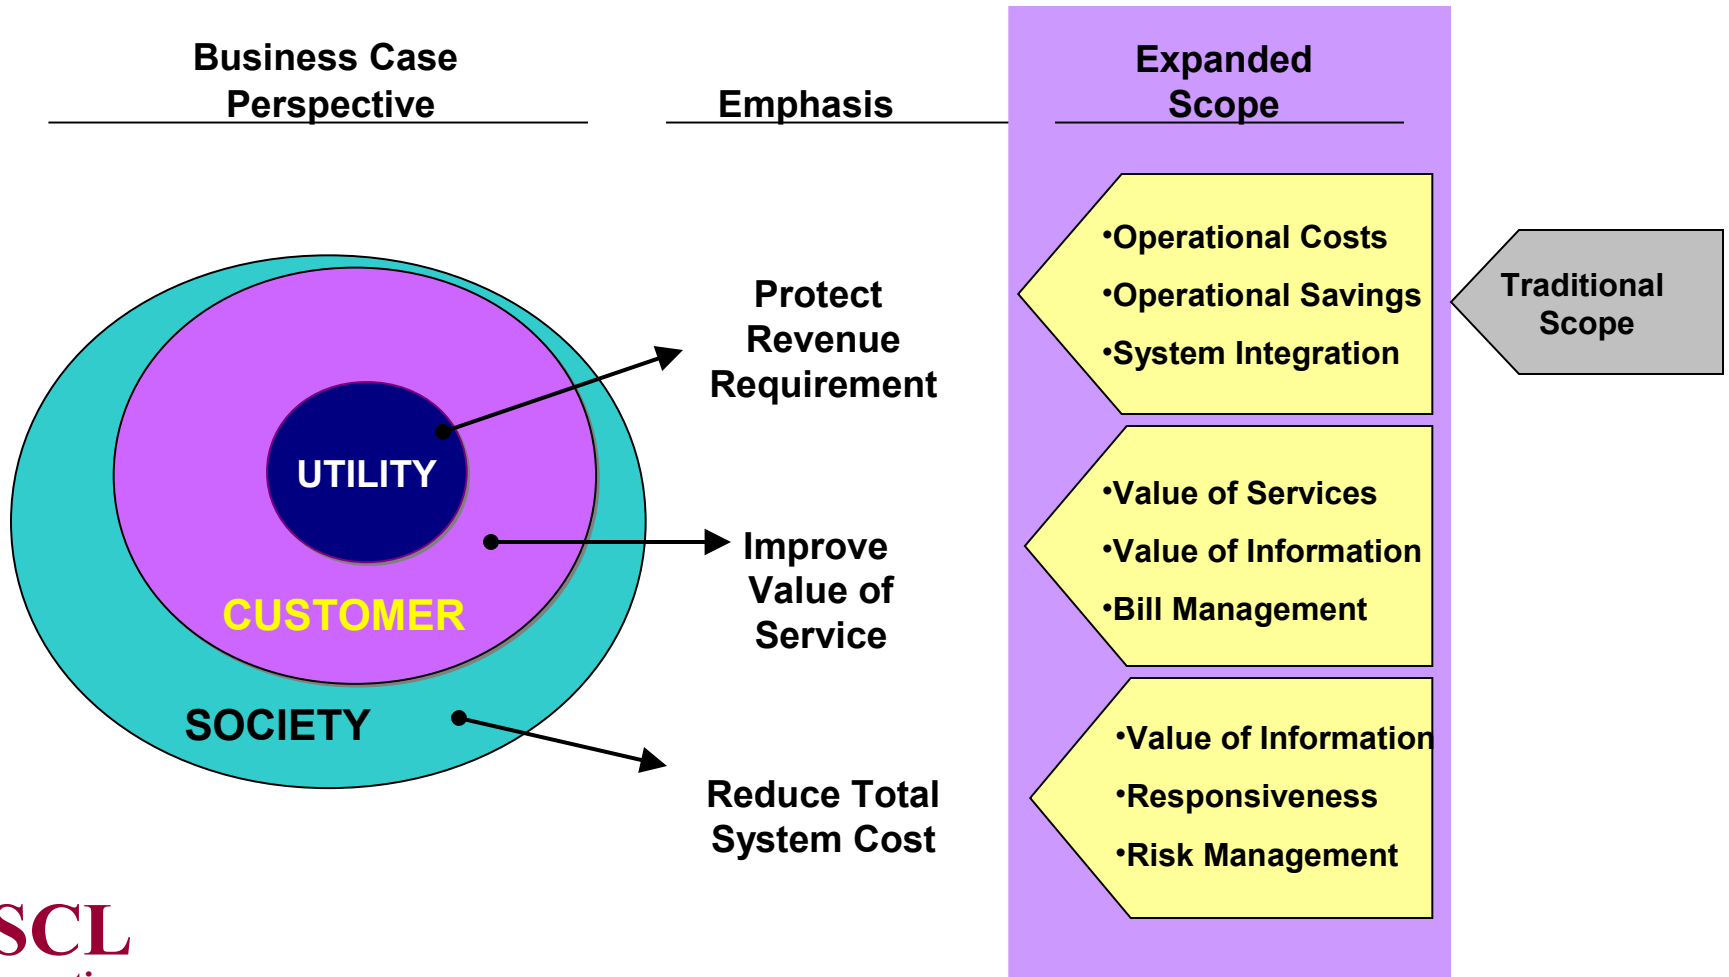 Business Case
Perspective
Emphasis
Expanded
Scope
UTILITY
CUSTOMER
SOCIETY
Protect
Revenue
Requirement
Improve
Value of
Service
Reduce Total
System Cost
•Operational Costs
•Operational Savings
•System Integration
•Value of Services
•Value of Information
•Bill Management
•Value of Information
•Responsiveness
•Risk Management
Traditional
Scope
SCL